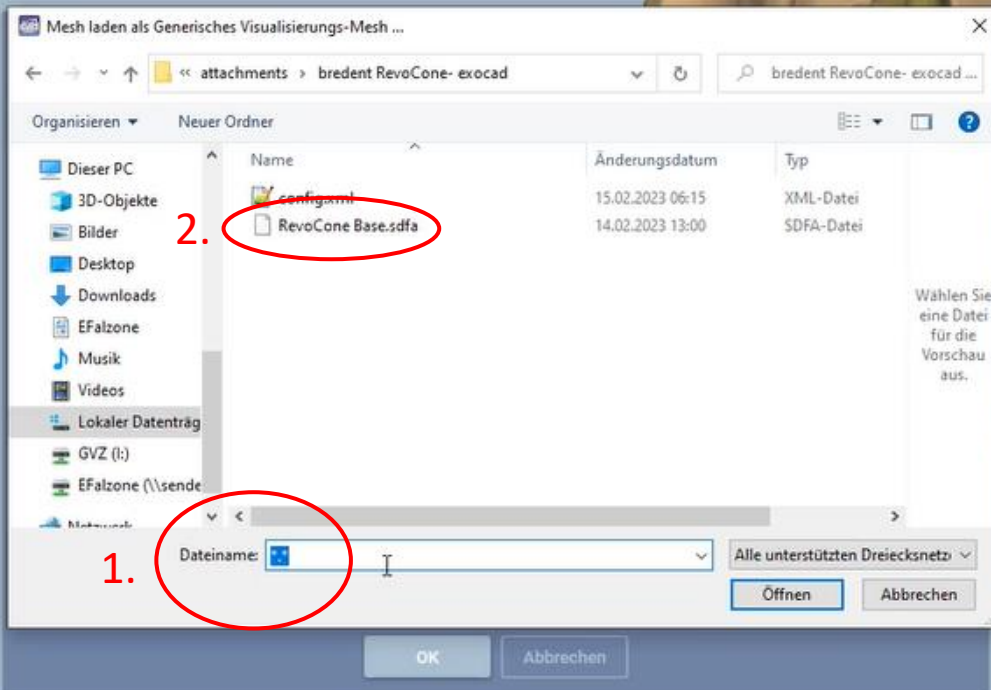 Mesh laden als Generisches Visualisierungs-Mesh ...
« attachments › bredent RevoCone- exocad
bredent RevoCone- exocad ...
Organisieren Neuer Ordner
Name Änderungsdatum Typ
config.xml 15.02.2023 06:15 XML-Datei
RevoCone Base.sdfa 14.02.2023 13:00 SDFA-Datei
2.
Dieser PC
3D-Objekte
Bilder
Desktop
Downloads
EFalzone
Musik
Videos
Lokaler Datenträg
GVZ (I:)
EFalzone (\\sende
Netzwerk
Wählen Sie
eine Datei
für die
Vorschau
aus.
1.
Dateiname: *.*
Alle unterstützten Dreiecksnetz
Öffnen Abbrechen
OK Abbrechen